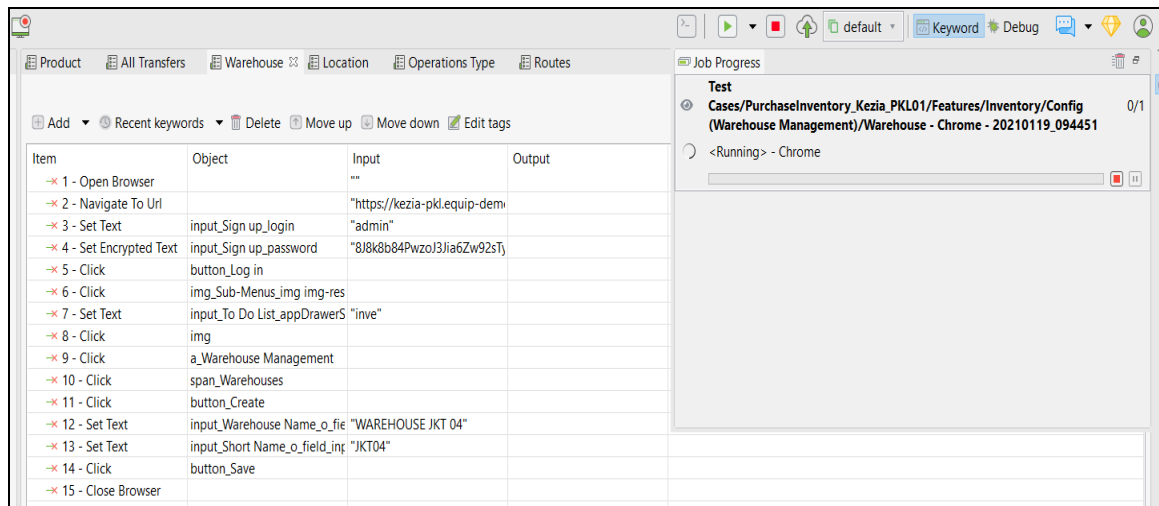 default Keyword Debug
Product All Transfers Warehouse Location Operations Type Routes
Job Progress
Test
Cases/PurchaseInventory_Kezia_PKL01/Features/Inventory/Config 0/1
(Warehouse Management)/Warehouse - Chrome - 20210119_094451
<Running> - Chrome
Add Recent keywords Delete Move up Move down Edit tags
Item Object Input Output
1 - Open Browser ""
2 - Navigate To Url "https://kezia-pkl.equip-dem
3 - Set Text input_Sign up_login "admin"
4 - Set Encrypted Text input_Sign up_password "8J8k8b84PwzoJ3Jia6Zw92sTy
5 - Click button_Log in
6 - Click img_Sub-Menus_img img-res
7 - Set Text input_To Do List_appDrawerS "inve"
8 - Click img
9 - Click a_Warehouse Management
10 - Click span_Warehouses
11 - Click button_Create
12 - Set Text input_Warehouse Name_o_fie "WAREHOUSE JKT 04"
13 - Set Text input_Short Name_o_field_inp "JKT04"
14 - Click button_Save
15 - Close Browser